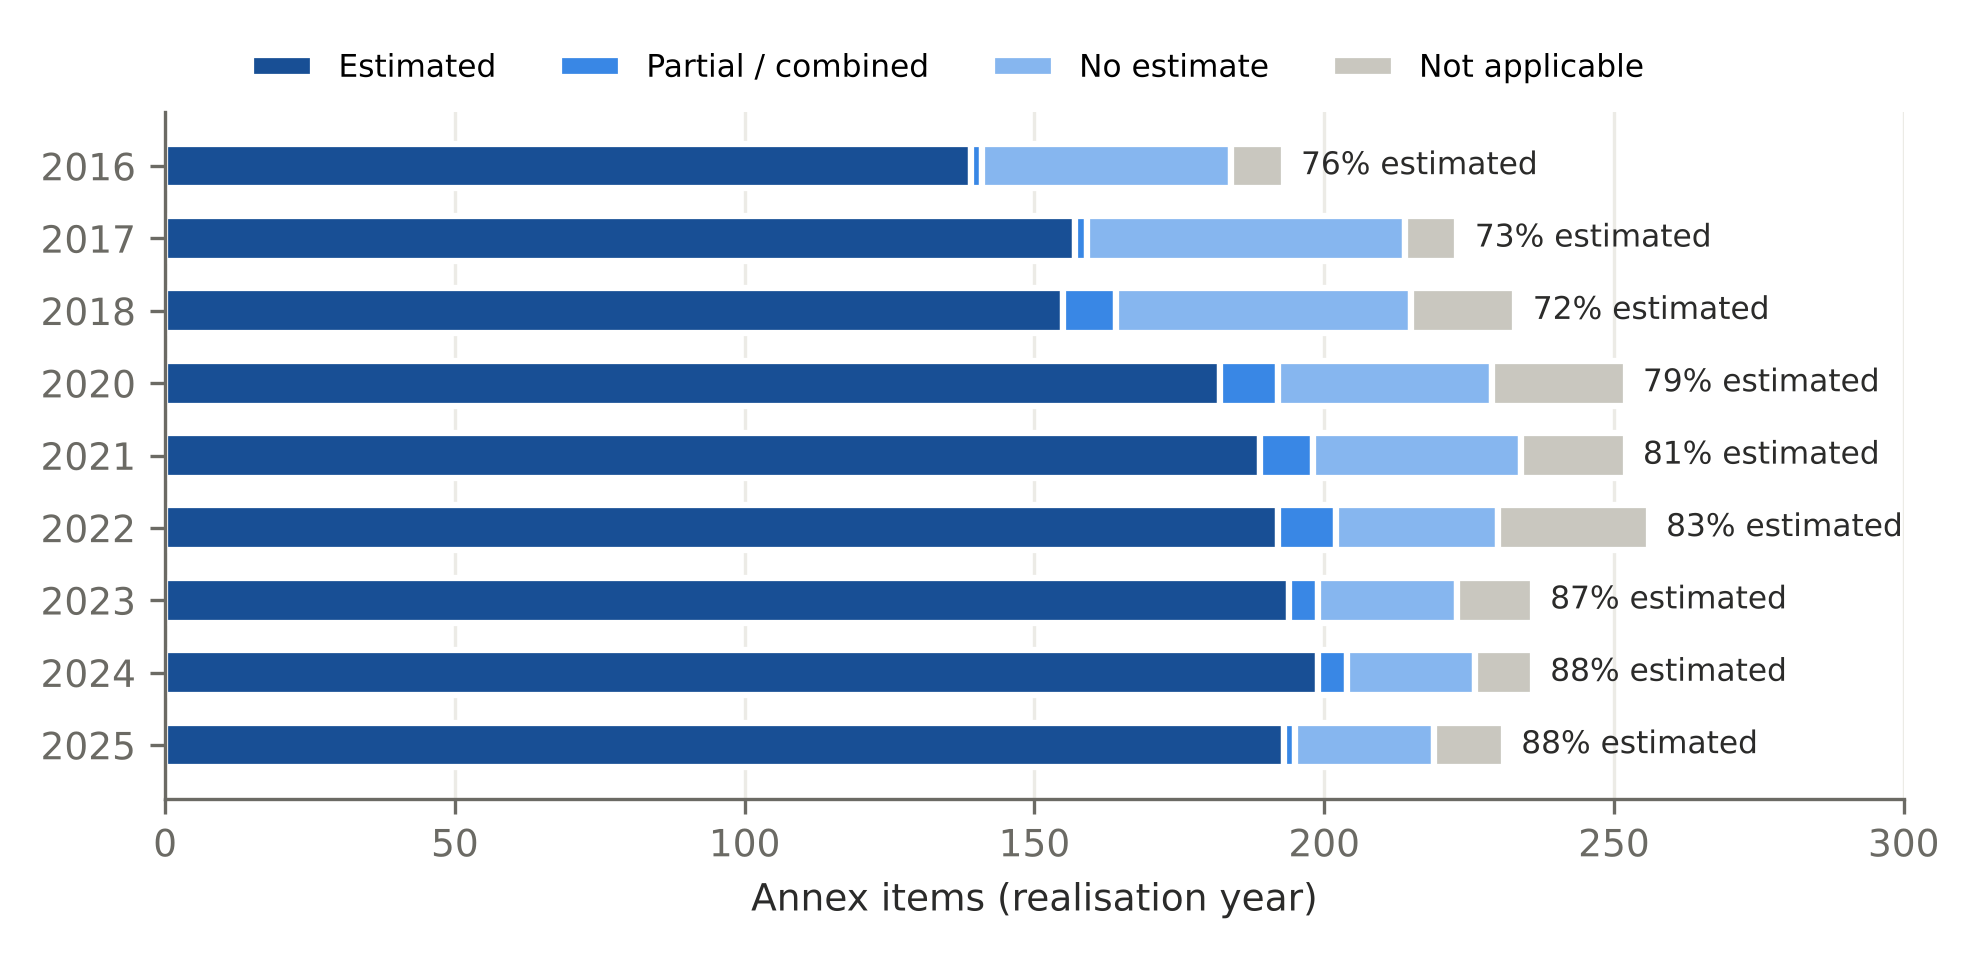 Estimated Partial / combined No estimate Not applicable
2016 76% estimated
2017 73% estimated
2018 72% estimated
2020 79% estimated
2021 81% estimated
2022 83% estimated
2023 87% estimated
2024 88% estimated
2025 88% estimated
0 50 100 150 200 250 300
Annex items (realisation year)